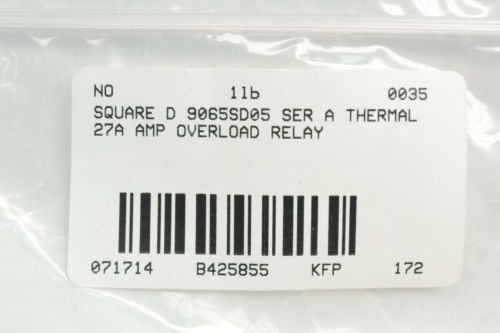 NO 1lb 0035
SQUARE D 9065SD05 SER A THERMAL
27A AMP OVERLOAD RELAY
071714 B425855 KFP 172